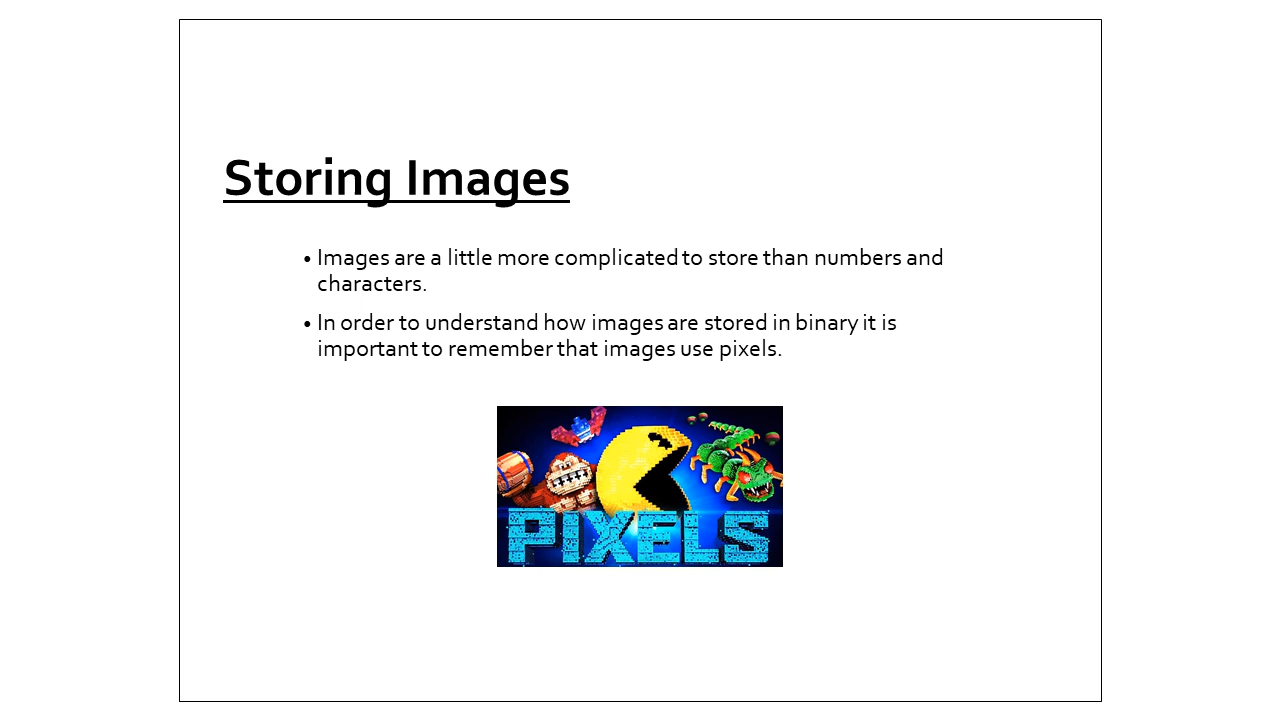 Storing Images
• Images are a little more complicated to store than numbers and
characters.
• In order to understand how images are stored in binary it is
important to remember that images use pixels.
PIXELS